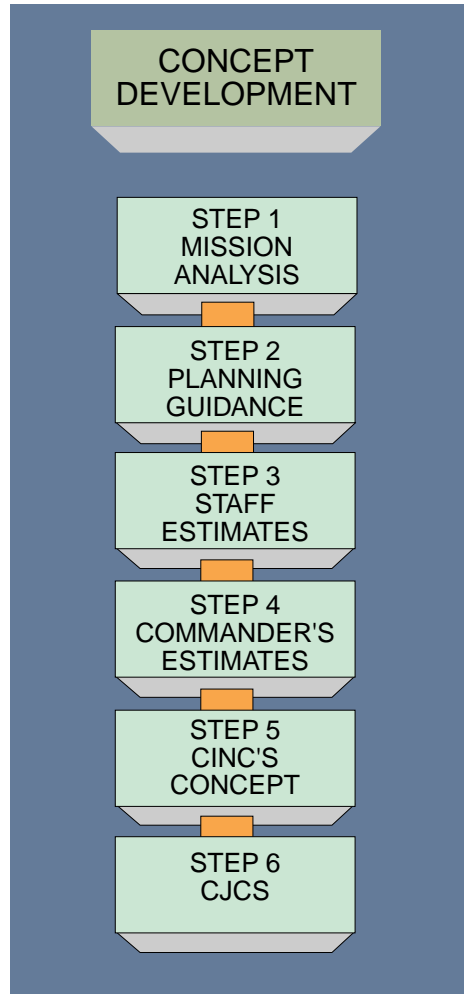 CONCEPT
DEVELOPMENT
STEP 1
MISSION
ANALYSIS
STEP 2
PLANNING
GUIDANCE
STEP 3
STAFF
ESTIMATES
STEP 4
COMMANDER'S
ESTIMATES
STEP 5
CINC'S
CONCEPT
STEP 6
CJCS